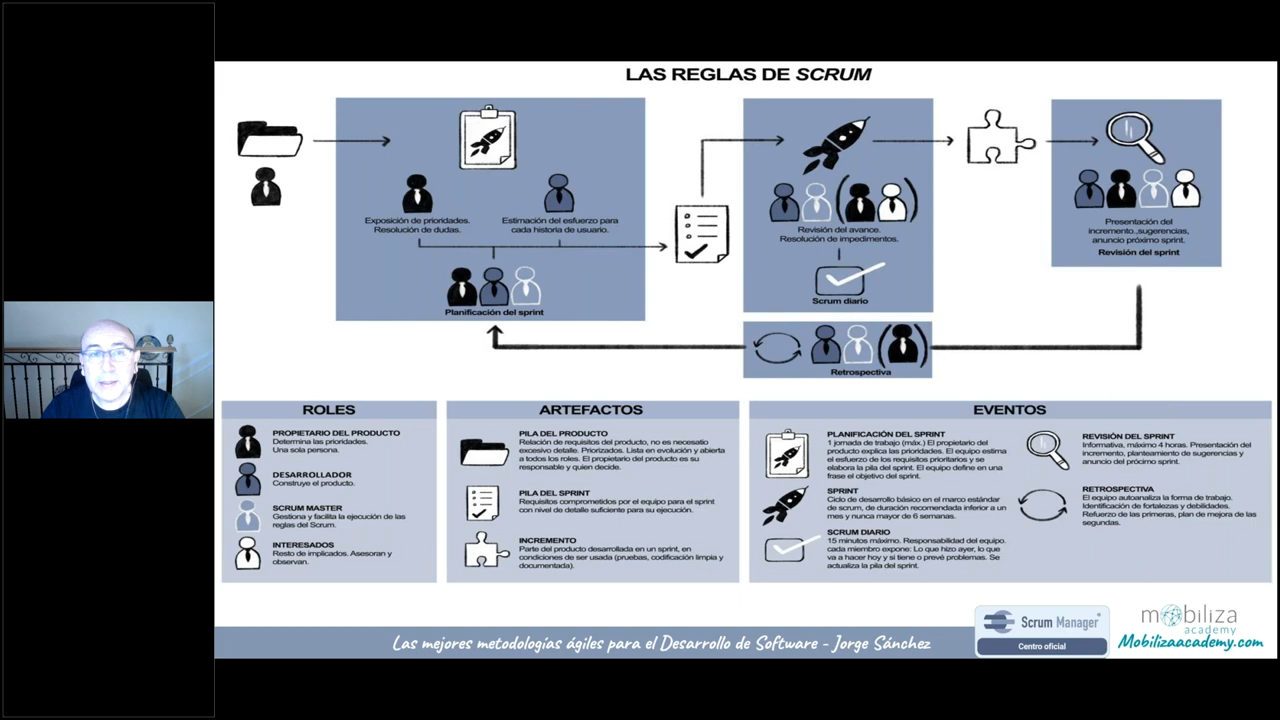 LAS REGLAS DE SCRUM
Exposición de prioridades.
Resolución de dudas.
Estimación del esfuerzo para
cada historia de usuario.
Planificación del sprint
Revisión del avance.
Resolución de impedimentos.
Scrum diario
Presentación del
incremento.,sugerencias,
anuncio próximo sprint.
Revisión del sprint
Retrospectiva
ROLES
PROPIETARIO DEL PRODUCTO
Determina las prioridades.
Una sola persona.
DESARROLLADOR
Construye el producto.
SCRUM MASTER
Gestiona y facilita la ejecución de las
reglas del Scrum.
INTERESADOS
Resto de implicados. Asesoran y
observan.
ARTEFACTOS
PILA DEL PRODUCTO
Relación de requisitos del producto, no es necesatio
excesivo detalle. Priorizados. Lista en evolución y abierta
a todos los roles. El propietario del producto es su
responsable y quien decide.
PILA DEL SPRINT
Requisitos comprometidos por el equipo para el sprint
con nivel de detalle suficiente para su ejecución.
INCREMENTO
Parte del producto desarrollada en un sprint, en
condiciones de ser usada (pruebas, codificación limpia y
documentada).
EVENTOS
PLANIFICACIÓN DEL SPRINT
1 jornada de trabajo (máx.) El propietario del
producto explica las prioridades. El equipo estima
el esfuerzo de los requisitos prioritarios y se
elabora la pila del sprint. El equipo define en una
frase el objetivo del sprint.
SPRINT
Ciclo de desarrollo básico en el marco estándar
de scrum, de duración recomendada inferior a un
mes y nunca mayor de 6 semanas.
SCRUM DIARIO
15 minutos máximo. Responsabilidad del equipo.
cada miembro expone: Lo que hizo ayer, lo que
va a hacer hoy y si tiene o prevé problemas. Se
actualiza la pila del sprint.
REVISIÓN DEL SPRINT
Informativa, máximo 4 horas. Presentación del
incremento, planteamiento de sugerencias y
anuncio del prócimo sprint.
RETROSPECTIVA
El equipo autoanaliza la forma de trabajo.
Identificación de fortalezas y debilidades.
Refuerzo de las primeras, plan de mejora de las
segundas.
Las mejores metodologías ágiles para el Desarrollo de Software - Jorge Sánchez
Scrum Manager®
Centro oficial
mobiliza
academy
Mobilizaacademy.com